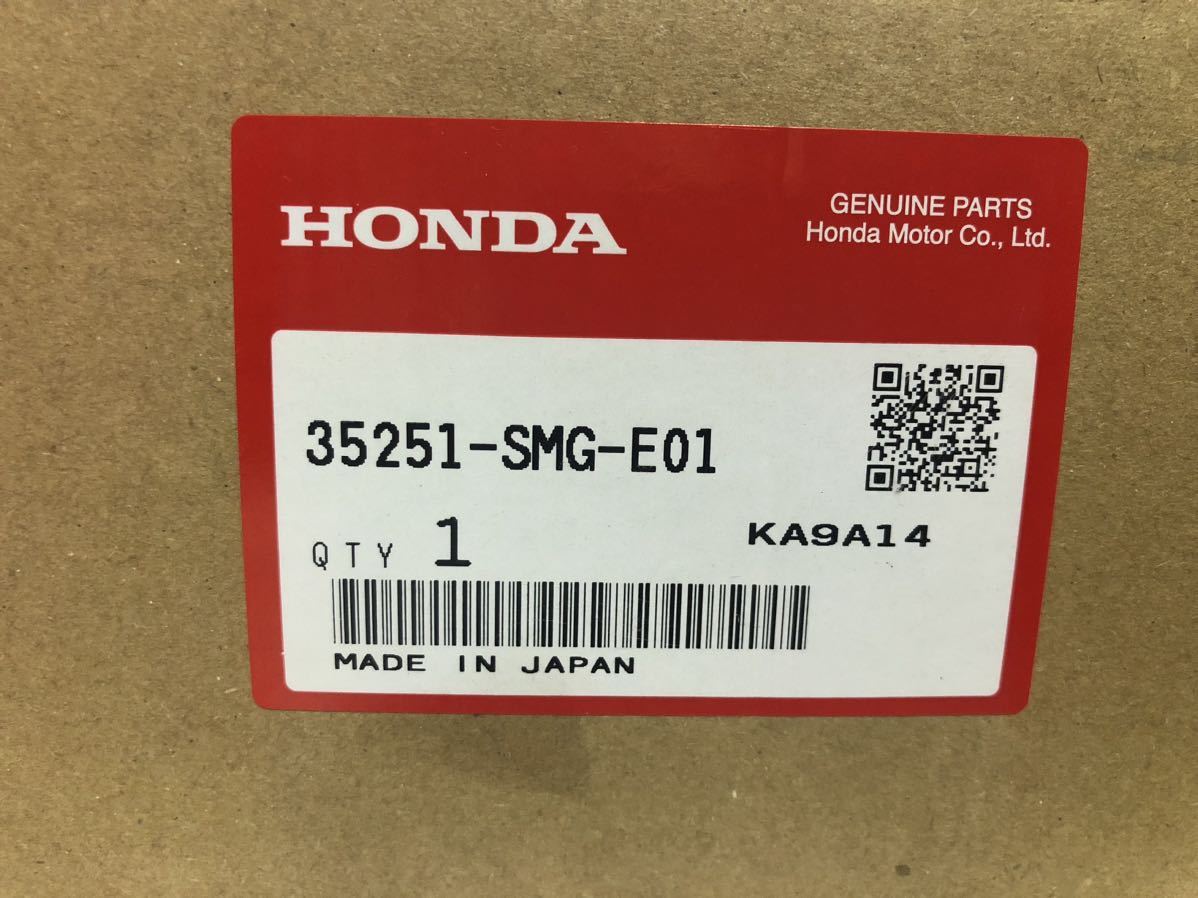 HONDA
GENUINE PARTS
Honda Motor Co., Ltd.
35251-SMG-E01
QTY 1
KA9A14
MADE IN JAPAN